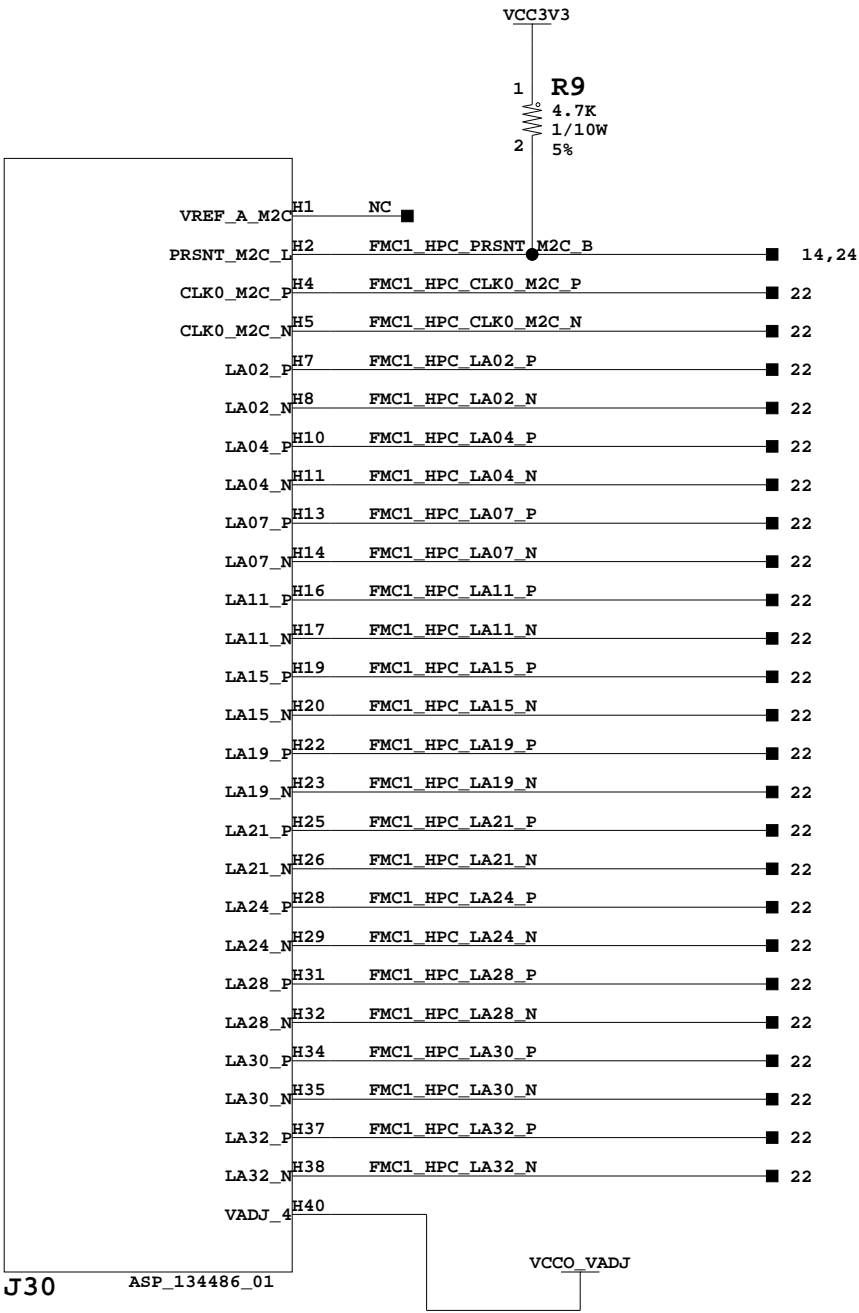 VCC3V3
1 R9
4.7K
1/10W
2 5%
VREF_A_M2C H1 NC
PRSNT_M2C_L H2 FMC1_HPC_PRSNT_M2C_B 14,24
CLK0_M2C_P H4 FMC1_HPC_CLK0_M2C_P 22
CLK0_M2C_N H5 FMC1_HPC_CLK0_M2C_N 22
LA02_P H7 FMC1_HPC_LA02_P 22
LA02_N H8 FMC1_HPC_LA02_N 22
LA04_P H10 FMC1_HPC_LA04_P 22
LA04_N H11 FMC1_HPC_LA04_N 22
LA07_P H13 FMC1_HPC_LA07_P 22
LA07_N H14 FMC1_HPC_LA07_N 22
LA11_P H16 FMC1_HPC_LA11_P 22
LA11_N H17 FMC1_HPC_LA11_N 22
LA15_P H19 FMC1_HPC_LA15_P 22
LA15_N H20 FMC1_HPC_LA15_N 22
LA19_P H22 FMC1_HPC_LA19_P 22
LA19_N H23 FMC1_HPC_LA19_N 22
LA21_P H25 FMC1_HPC_LA21_P 22
LA21_N H26 FMC1_HPC_LA21_N 22
LA24_P H28 FMC1_HPC_LA24_P 22
LA24_N H29 FMC1_HPC_LA24_N 22
LA28_P H31 FMC1_HPC_LA28_P 22
LA28_N H32 FMC1_HPC_LA28_N 22
LA30_P H34 FMC1_HPC_LA30_P 22
LA30_N H35 FMC1_HPC_LA30_N 22
LA32_P H37 FMC1_HPC_LA32_P 22
LA32_N H38 FMC1_HPC_LA32_N 22
VADJ_4 H40
VCCO_VADJ
J30 ASP_134486_01